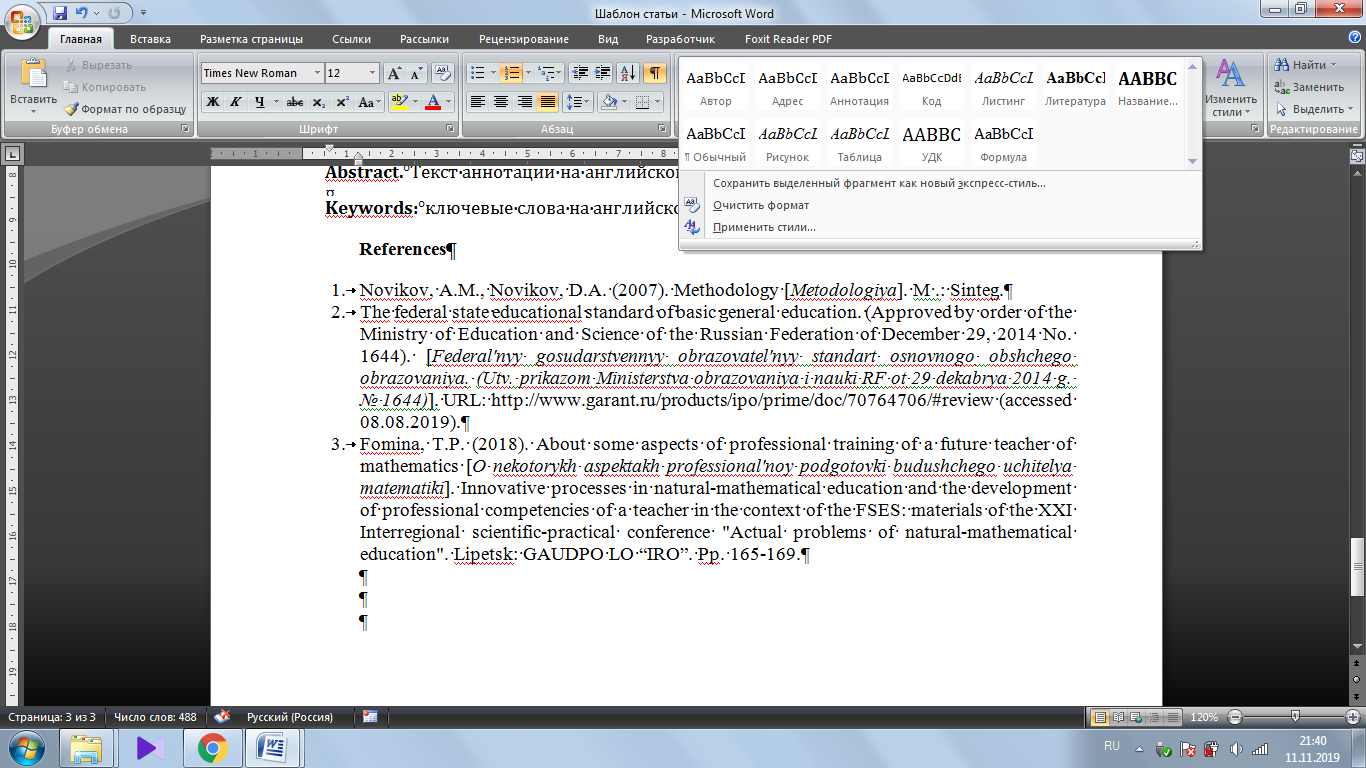 Шаблон статьи - Microsoft Word
Главная Вставка Разметка страницы Ссылки Рассылки Рецензирование Вид Разработчик Foxit Reader PDF
Вставить
Вырезать
Копировать
Формат по образцу
Буфер обмена
Times New Roman 12
Ж К Ч abc x₂ x² Aa
Шрифт
Абзац
AaBbCcI AaBbCcI AaBbCcI AaBbCcDdE AaBbCcL AaBbCcI AABBC
Автор Адрес Аннотация Код Листинг Литература Название...
AaBbCcI AaBbCcI AaBbCcI AABBC AaBbCcI
¶ Обычный Рисунок Таблица УДК Формула
Сохранить выделенный фрагмент как новый экспресс-стиль...
Очистить формат
Применить стили...
Изменить стили
Найти
Заменить
Выделить
Редактирование
Abstract.°Текст·аннотации·на·английско
Keywords:°ключевые·слова·на·английско
References¶
1. Novikov, A.M., Novikov, D.A. (2007). Methodology [Metodologiya]. M.: Sinteg.¶
2. The federal state educational standard of basic general education. (Approved by order of the
Ministry of Education and Science of the Russian Federation of December 29, 2014 No.
1644). [Federal'nyy gosudarstvennyy obrazovatel'nyy standart osnovnogo obshchego
obrazovaniya. (Utv. prikazom Ministerstva obrazovaniya i nauki RF ot 29 dekabrya 2014 g.
№ 1644)]. URL: http://www.garant.ru/products/ipo/prime/doc/70764706/#review (accessed
08.08.2019).¶
3. Fomina, T.P. (2018). About some aspects of professional training of a future teacher of
mathematics [O nekotorykh aspektakh professional'noy podgotovki budushchego uchitelya
matematiki]. Innovative processes in natural-mathematical education and the development
of professional competencies of a teacher in the context of the FSES: materials of the XXI
Interregional scientific-practical conference "Actual problems of natural-mathematical
education". Lipetsk: GAUDPO LO “IRO”. Pp. 165-169.¶
¶
¶
¶
Страница: 3 из 3 Число слов: 488 Русский (Россия) 120%
RU 21:40
11.11.2019